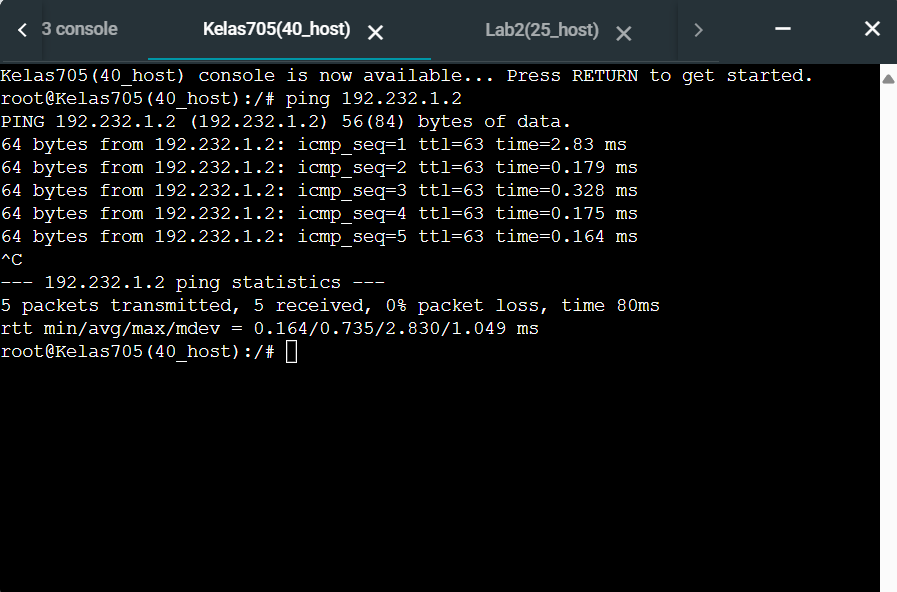 3 console
Kelas705(40_host)
Lab2(25_host)
Kelas705(40_host) console is now available... Press RETURN to get started.
root@Kelas705(40_host):/# ping 192.232.1.2
PING 192.232.1.2 (192.232.1.2) 56(84) bytes of data.
64 bytes from 192.232.1.2: icmp_seq=1 ttl=63 time=2.83 ms
64 bytes from 192.232.1.2: icmp_seq=2 ttl=63 time=0.179 ms
64 bytes from 192.232.1.2: icmp_seq=3 ttl=63 time=0.328 ms
64 bytes from 192.232.1.2: icmp_seq=4 ttl=63 time=0.175 ms
64 bytes from 192.232.1.2: icmp_seq=5 ttl=63 time=0.164 ms
^C
--- 192.232.1.2 ping statistics ---
5 packets transmitted, 5 received, 0% packet loss, time 80ms
rtt min/avg/max/mdev = 0.164/0.735/2.830/1.049 ms
root@Kelas705(40_host):/#